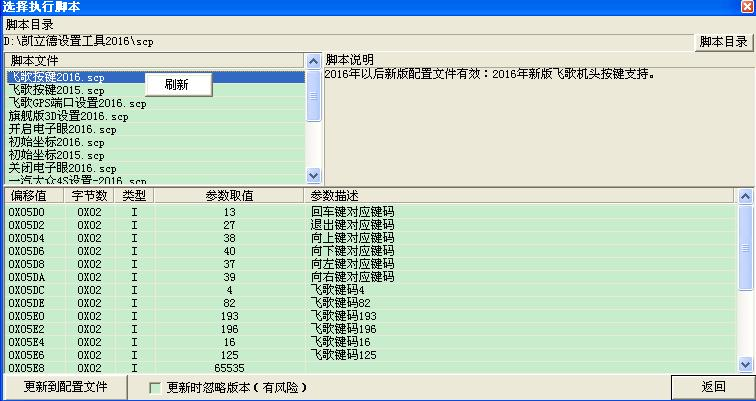 选择执行脚本
脚本目录
D:\凯立德设置工具2016\scp 脚本目录
脚本文件
飞歌按键2016.scp
飞歌按键2015.scp
飞歌GPS端口设置2016.scp
旗舰版3D设置2016.scp
开启电子眼2016.scp
初始坐标2016.scp
初始坐标2015.scp
关闭电子眼2016.scp
一汽大众4S设置-2016.scp
刷新
脚本说明
2016年以后新版配置文件有效：2016年新版飞歌机头按键支持。
偏移值 字节数 类型 参数取值 参数描述
0X05D0 0X02 I 13 回车键对应键码
0X05D2 0X02 I 27 退出键对应键码
0X05D4 0X02 I 38 向上键对应键码
0X05D6 0X02 I 40 向下键对应键码
0X05D8 0X02 I 37 向左键对应键码
0X05DA 0X02 I 39 向右键对应键码
0X05DC 0X02 I 4 飞歌键码4
0X05DE 0X02 I 82 飞歌键码82
0X05E0 0X02 I 193 飞歌键码193
0X05E2 0X02 I 196 飞歌键码196
0X05E4 0X02 I 16 飞歌键码16
0X05E6 0X02 I 125 飞歌键码125
0X05E8 0X02 I 65535
更新到配置文件 更新时忽略版本（有风险） 返回